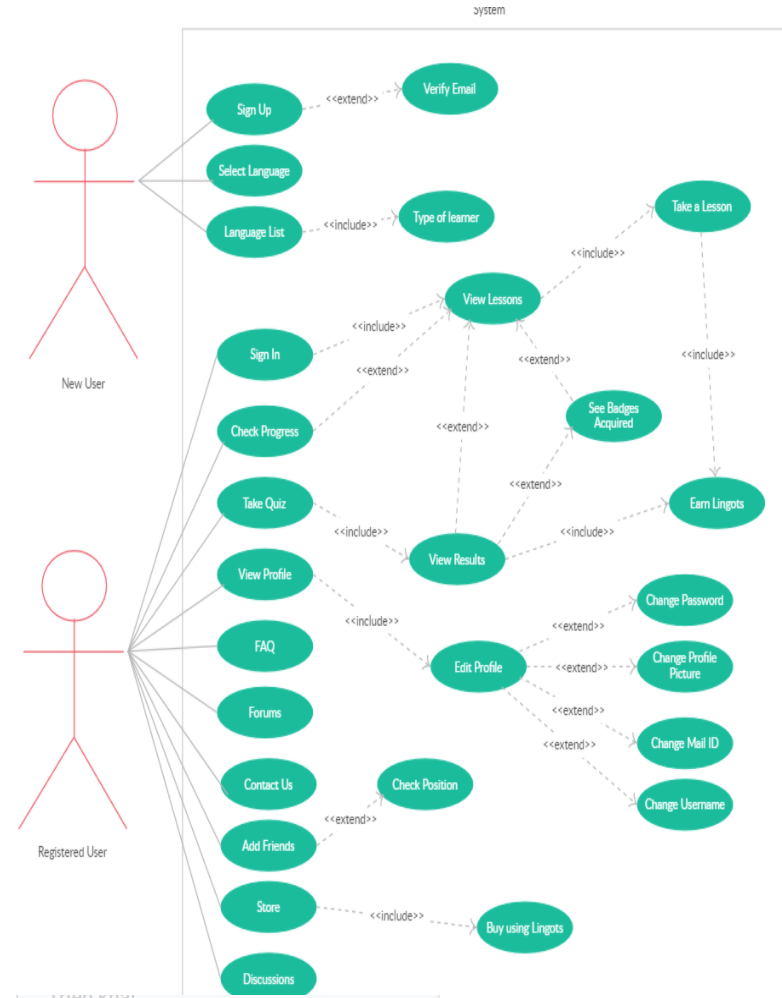 System
Verify Email
<<extend>>
Sign Up
Select Language
Take a Lesson
Type of learner
<<include>>
Language List
<<include>>
View Lessons
<<include>>
Sign In
<<include>>
<<extend>>
<<extend>>
New User
See Badges
Acquired
<<extend>>
Check Progress
<<extend>>
Take Quiz
Earn Lingots
<<include>>
<<include>>
View Results
View Profile
Change Password
<<include>>
<<extend>>
FAQ
Change Profile
Picture
Edit Profile
<<extend>>
Forums
<<extend>>
Change Mail ID
<<extend>>
Contact Us
Check Position
Change Username
<<extend>>
Add Friends
Registered User
Store
<<include>>
Buy using Lingots
Discussions